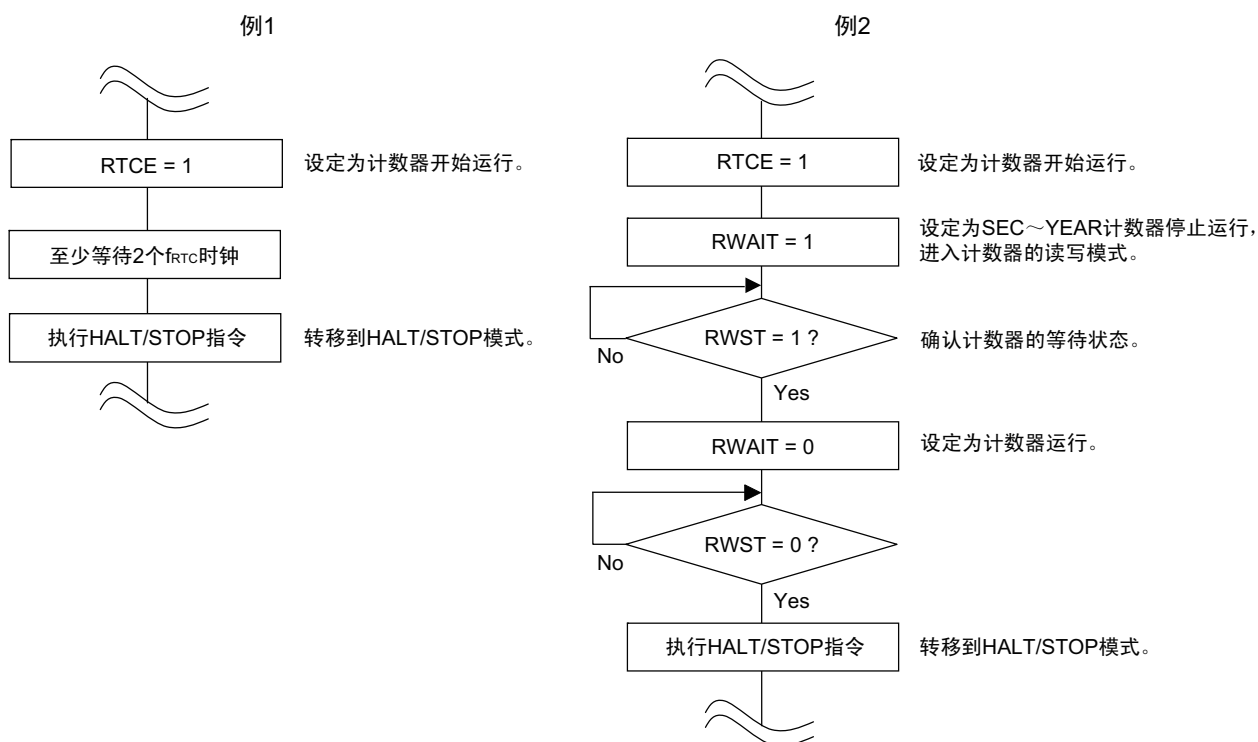 例1
RTCE = 1
设定为计数器开始运行。
至少等待2个fRTC时钟
执行HALT/STOP指令
转移到HALT/STOP模式。
例2
RTCE = 1
设定为计数器开始运行。
RWAIT = 1
设定为SEC～YEAR计数器停止运行，
进入计数器的读写模式。
RWST = 1 ?
No
确认计数器的等待状态。
Yes
RWAIT = 0
设定为计数器运行。
RWST = 0 ?
No
Yes
执行HALT/STOP指令
转移到HALT/STOP模式。